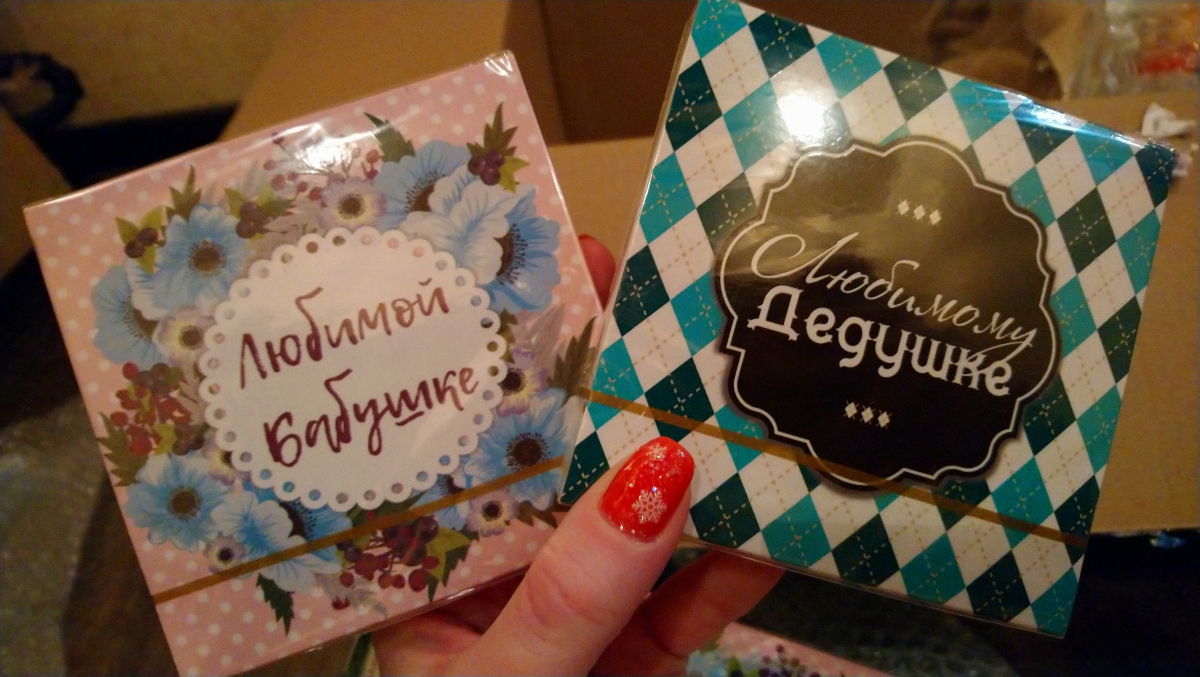 Любимой
Бабушке
Любимому
Дедушке